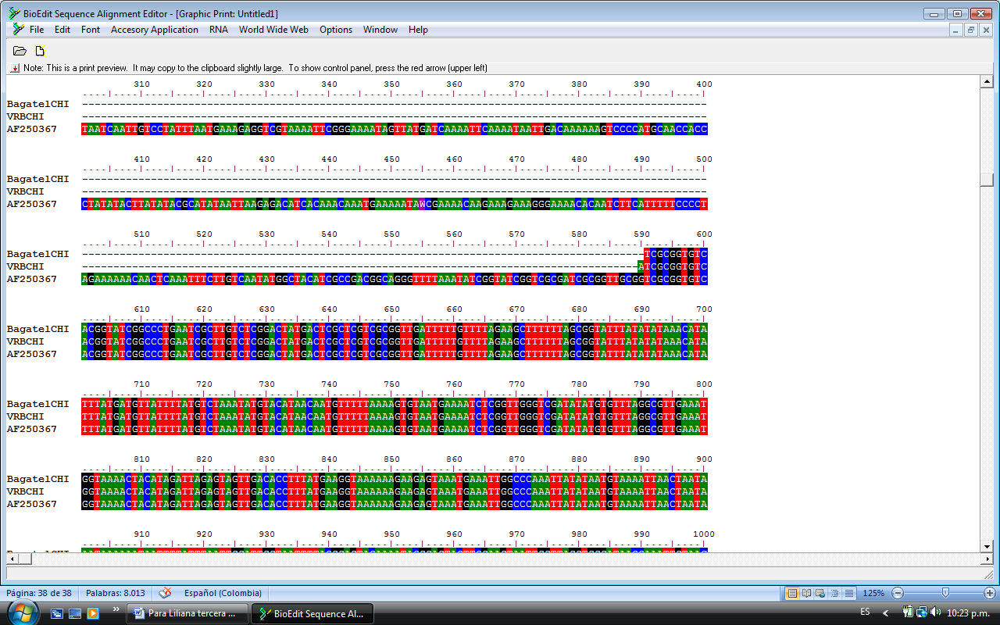 BioEdit Sequence Alignment Editor - [Graphic Print: Untitled1]
File Edit Font Accesory Application RNA World Wide Web Options Window Help
Note: This is a print preview. It may copy to the clipboard slightly large. To show control panel, press the red arrow (upper left)
310 320 330 340 350 360 370 380 390 400
BagatelCHI ----------------------------------------------------------------------------------------------------
VRBCHI ----------------------------------------------------------------------------------------------------
AF250367 TAATCAATTGTCCTATTTAATGAAAGAGGTCGTAAAATTCGGGAAAATAGTTATGATCAAAATTCAAAATAATTGACAAAAAAGTCCCCATGCAACCACC
410 420 430 440 450 460 470 480 490 500
BagatelCHI ----------------------------------------------------------------------------------------------------
VRBCHI ----------------------------------------------------------------------------------------------------
AF250367 CTATATACTTATATACGCATATAATTAAGAGACATCACAAACAAATGAAAAATAWCGAAAACAAGAAAGAAAGGGAAAACACAATCTTCATTTTTCCCCT
510 520 530 540 550 560 570 580 590 600
BagatelCHI ------------------------------------------------------------------------------------------TCGCGGTGTC
VRBCHI -----------------------------------------------------------------------------------------ATCGCGGTGTC
AF250367 AGAAAAAACAACTCAAATTTCTTGTCAATATGGCTACATCGCCGACGGCAGGGTTTTAAATATCGGTATCGGTCGCGATCGCGGTTGCGGTCGCGGTGTC
610 620 630 640 650 660 670 680 690 700
BagatelCHI ACGGTATCGGCCCTGAATCGCTTGTCTCGGACTATGACTCGCTCGTCGCGGTTGATTTTTGTTTTAGAAGCTTTTTTAGCGGTATTTATATATAAACATA
VRBCHI ACGGTATCGGCCCTGAATCGCTTGTCTCGGACTATGACTCGCTCGTCGCGGTTGATTTTTGTTTTAGAAGCTTTTTTAGCGGTATTTATATATAAACATA
AF250367 ACGGTATCGGCCCTGAATCGCTTGTCTCGGACTATGACTCGCTCGTCGCGGTTGATTTTTGTTTTAGAAGCTTTTTTAGCGGTATTTATATATAAACATA
710 720 730 740 750 760 770 780 790 800
BagatelCHI TTTATGATGTTATTTTATGTCTAAATATGTACATAACAATGTTTTTAAAAGTGTAATGAAAATCTCGGTTGGGTCGATATATGTGTTTAGGCGTTGAAAT
VRBCHI TTTATGATGTTATTTTATGTCTAAATATGTACATAACAATGTTTTTAAAAGTGTAATGAAAATCTCGGTTGGGTCGATATATGTGTTTAGGCGTTGAAAT
AF250367 TTTATGATGTTATTTTATGTCTAAATATGTACATAACAATGTTTTTAAAAGTGTAATGAAAATCTCGGTTGGGTCGATATATGTGTTTAGGCGTTGAAAT
810 820 830 840 850 860 870 880 890 900
BagatelCHI GGTAAAACTACATAGATTAGAGTAGTTGACACCTTTATGAAGGTAAAAAAGAAGAGTAAATGAAATTGGCCCAAATTATATAATGTAAAATTAACTAATA
VRBCHI GGTAAAACTACATAGATTAGAGTAGTTGACACCTTTATGAAGGTAAAAAAGAAGAGTAAATGAAATTGGCCCAAATTATATAATGTAAAATTAACTAATA
AF250367 GGTAAAACTACATAGATTAGAGTAGTTGACACCTTTATGAAGGTAAAAAAGAAGAGTAAATGAAATTGGCCCAAATTATATAATGTAAAATTAACTAATA
910 920 930 940 950 960 970 980 990 1000
BagatelCHI
Página: 38 de 38 Palabras: 8.013 Español (Colombia) 125%
Para Liliana tercera ... BioEdit Sequence Al... ES 10:23 p.m.